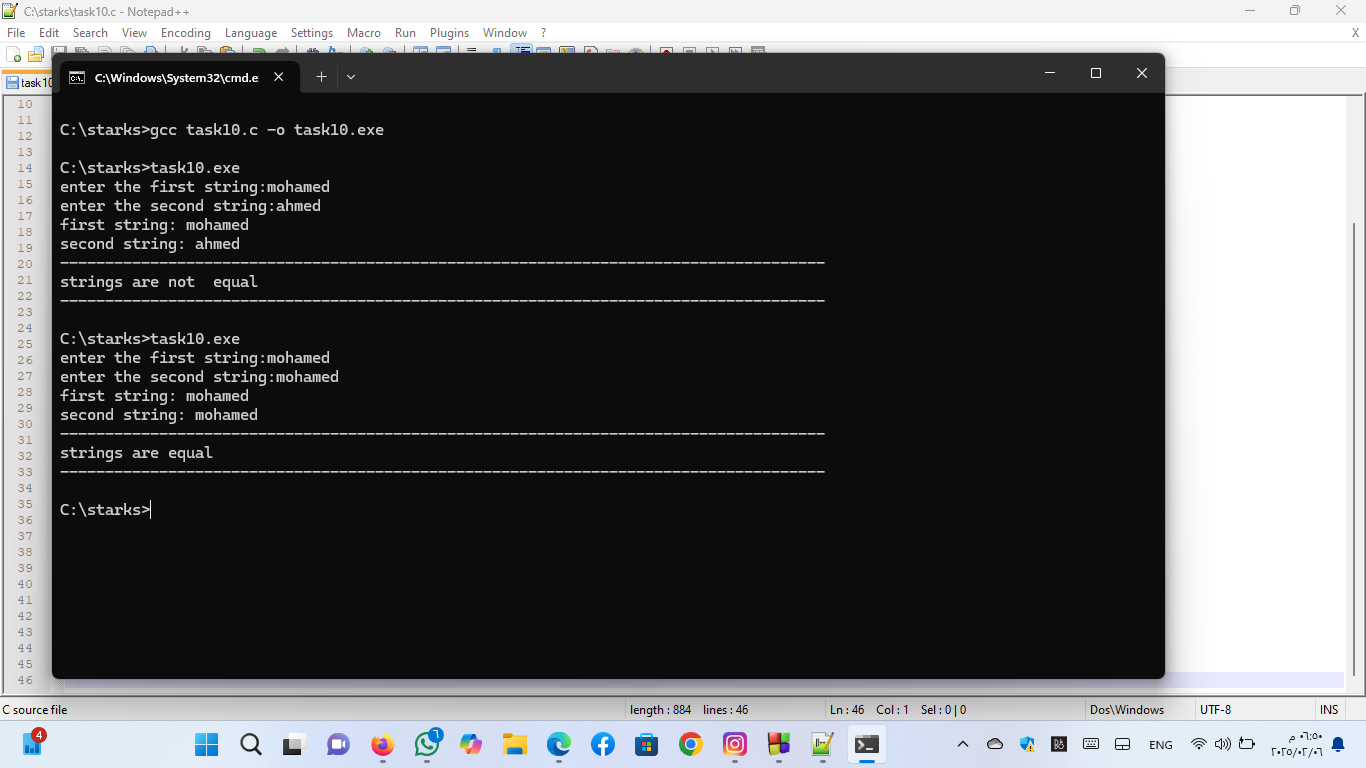 C:\starks\task10.c - Notepad++
File Edit Search View Encoding Language Settings Macro Run Plugins Window ? X
task10
C:\Windows\System32\cmd.e
C:\starks>gcc task10.c -o task10.exe
C:\starks>task10.exe
enter the first string:mohamed
enter the second string:ahmed
first string: mohamed
second string: ahmed
-------------------------------------------------------------------------------------
strings are not  equal
-------------------------------------------------------------------------------------
C:\starks>task10.exe
enter the first string:mohamed
enter the second string:mohamed
first string: mohamed
second string: mohamed
-------------------------------------------------------------------------------------
strings are equal
-------------------------------------------------------------------------------------
C:\starks>
10
11
12
13
14
15
16
17
18
19
20
21
22
23
24
25
26
27
28
29
30
31
32
33
34
35
36
37
38
39
40
41
42
43
44
45
46
C source file length : 884 lines : 46 Ln : 46 Col : 1 Sel : 0 | 0 Dos\Windows UTF-8 INS
4
7
ENG
٠٦:٥٠ م
٢٠٢٥/٠٢/٠٦